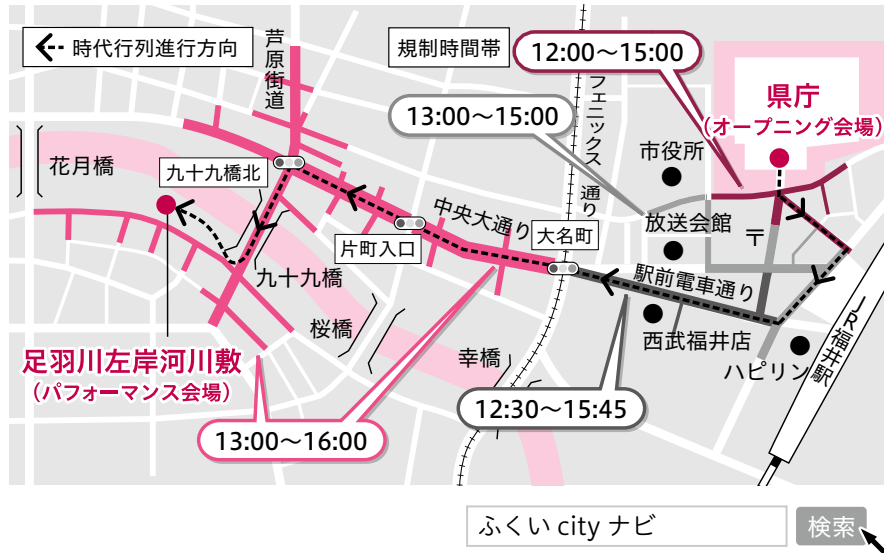 時代行列進行方向
芦原街道
規制時間帯
12:00〜15:00
フェニックス通り
県庁
(オープニング会場)
13:00〜15:00
市役所
花月橋
九十九橋北
中央大通り
放送会館
〒
片町入口
大名町
九十九橋
駅前電車通り
桜橋
西武福井店
JR福井駅
足羽川左岸河川敷
(パフォーマンス会場)
幸橋
ハピリン
12:30〜15:45
13:00〜16:00
ふくい city ナビ
検索